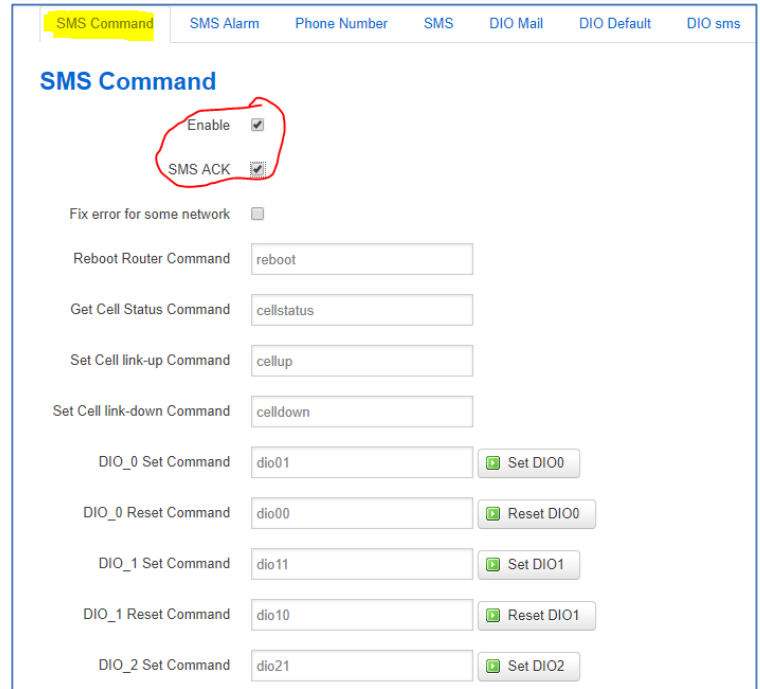 SMS Command SMS Alarm Phone Number SMS DIO Mail DIO Default DIO sms
SMS Command
Enable
SMS ACK
Fix error for some network
Reboot Router Command reboot
Get Cell Status Command cellstatus
Set Cell link-up Command cellup
Set Cell link-down Command celldown
DIO_0 Set Command dio01 Set DIO0
DIO_0 Reset Command dio00 Reset DIO0
DIO_1 Set Command dio11 Set DIO1
DIO_1 Reset Command dio10 Reset DIO1
DIO_2 Set Command dio21 Set DIO2